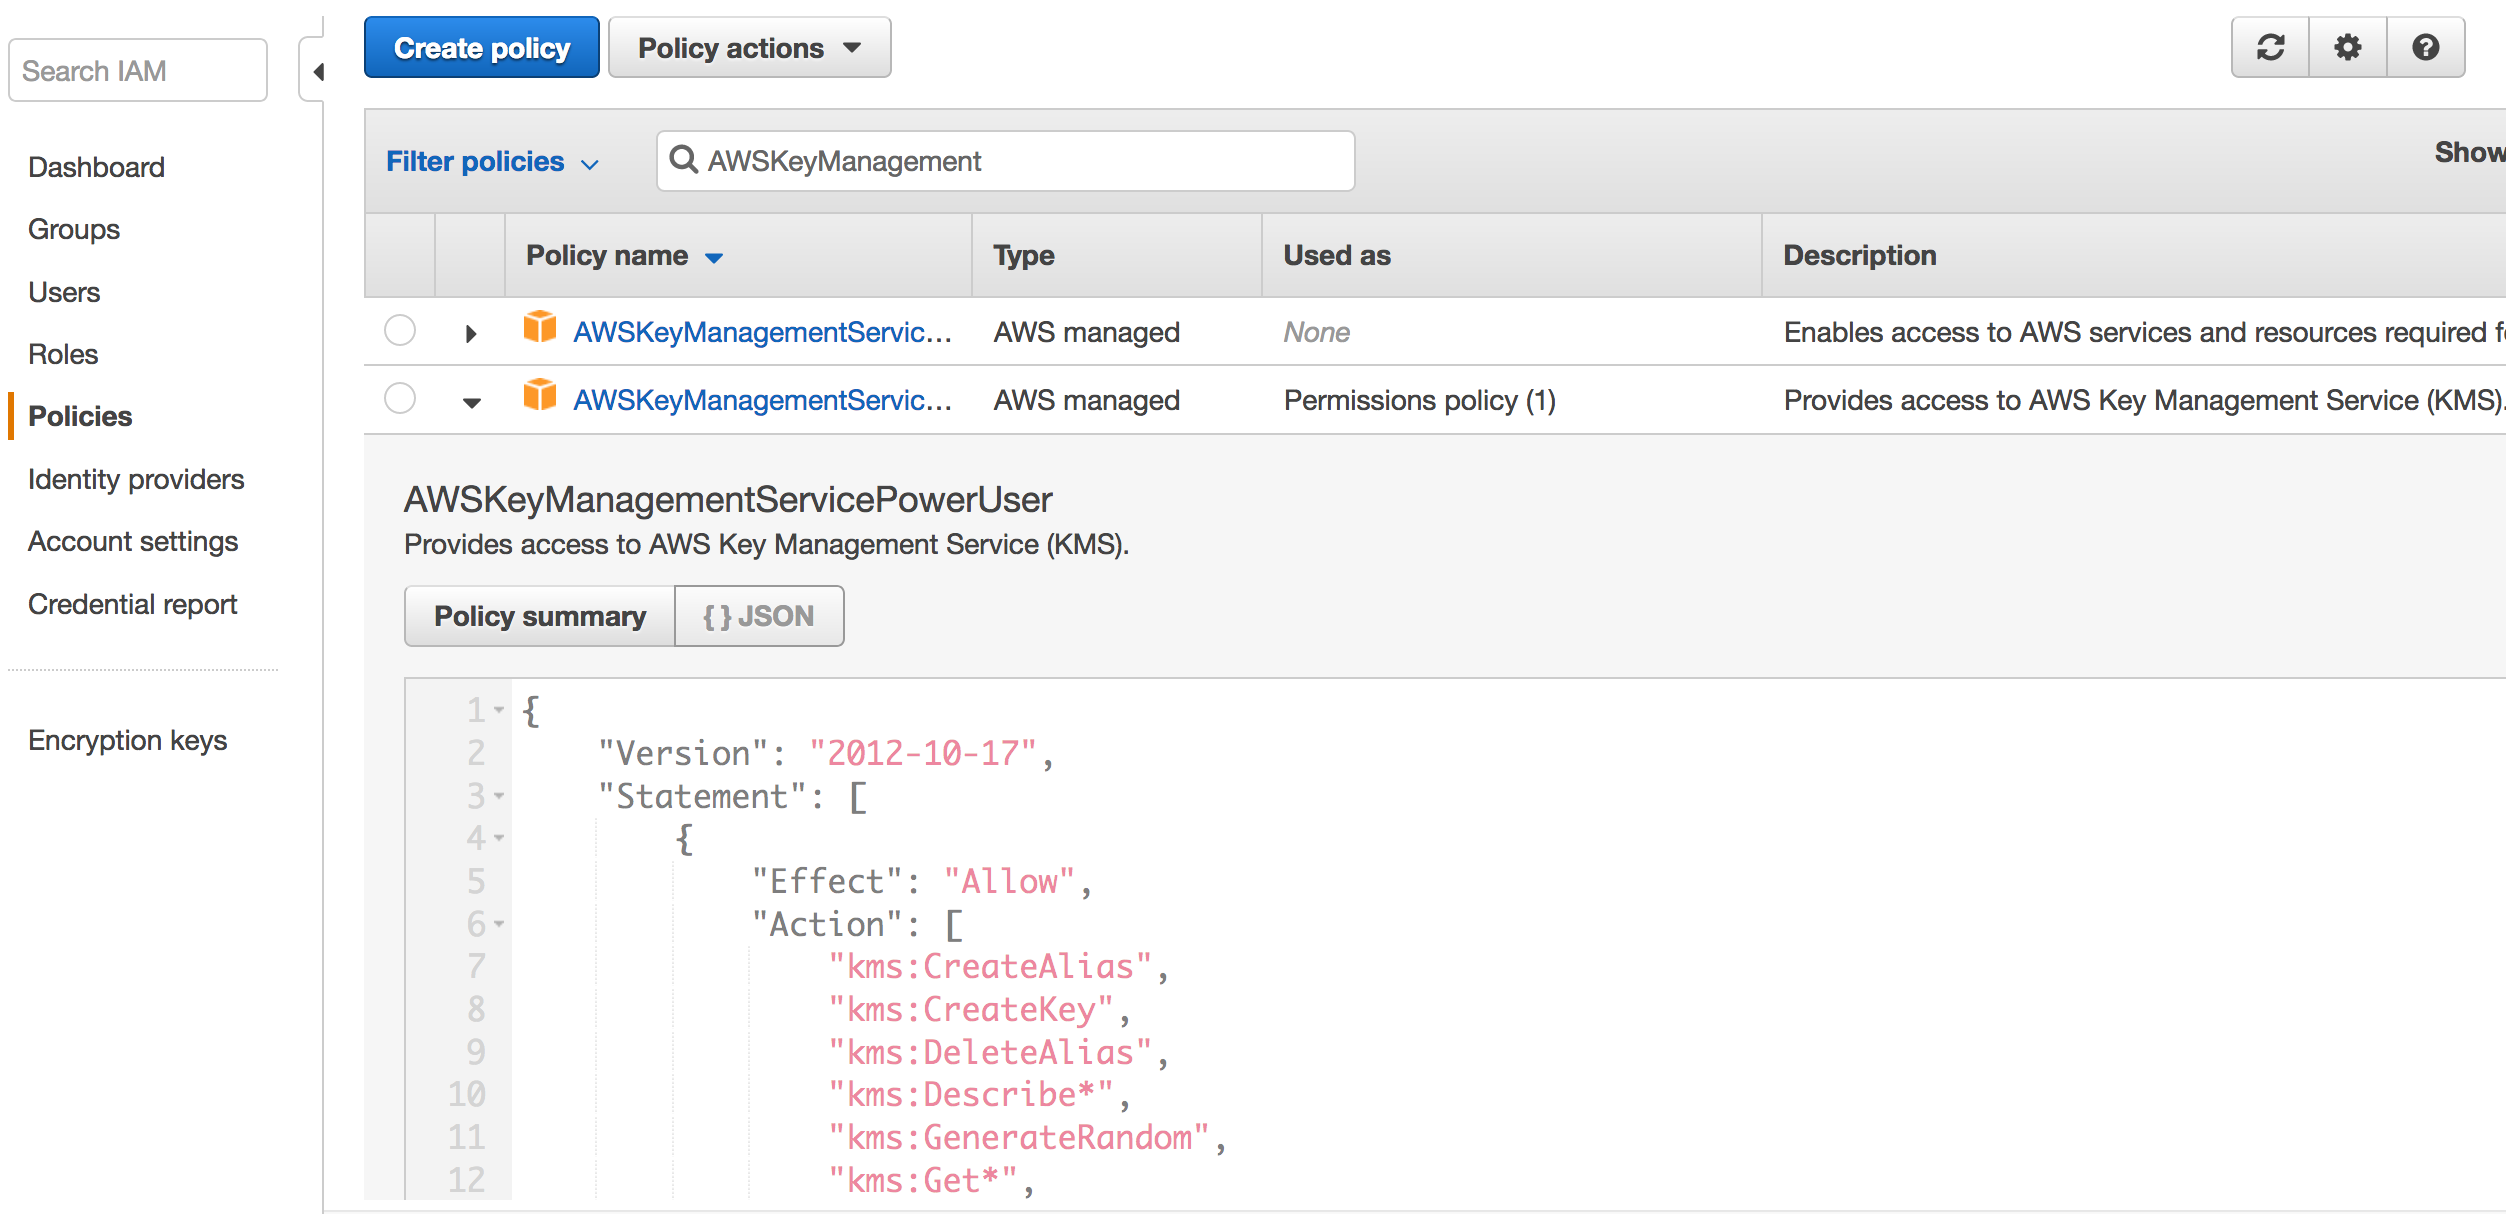 Search IAM
Dashboard
Groups
Users
Roles
Policies
Identity providers
Account settings
Credential report
Encryption keys
Create policy
Policy actions
Filter policies
AWSKeyManagement
Show
Policy name
Type
Used as
Description
AWSKeyManagementServic...
AWS managed
None
Enables access to AWS services and resources required
AWSKeyManagementServic...
AWS managed
Permissions policy (1)
Provides access to AWS Key Management Service (KMS).
AWSKeyManagementServicePowerUser
Provides access to AWS Key Management Service (KMS).
Policy summary
{ } JSON
1 {
2 "Version": "2012-10-17",
3 "Statement": [
4 {
5 "Effect": "Allow",
6 "Action": [
7 "kms:CreateAlias",
8 "kms:CreateKey",
9 "kms:DeleteAlias",
10 "kms:Describe*",
11 "kms:GenerateRandom",
12 "kms:Get*",